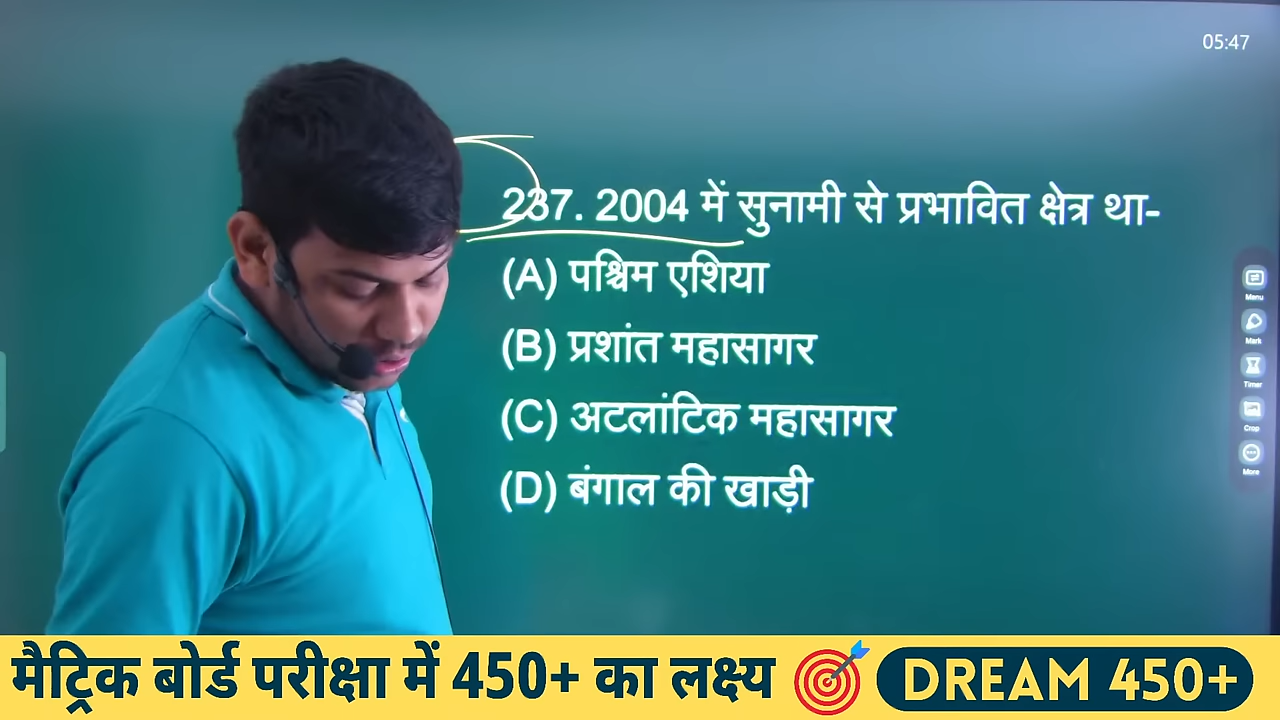 05:47
237. 2004 में सुनामी से प्रभावित क्षेत्र था-
(A) पश्चिम एशिया
(B) प्रशांत महासागर
(C) अटलांटिक महासागर
(D) बंगाल की खाड़ी
Menu
Mark
Timer
Crop
More
मैट्रिक बोर्ड परीक्षा में 450+ का लक्ष्य
DREAM 450+